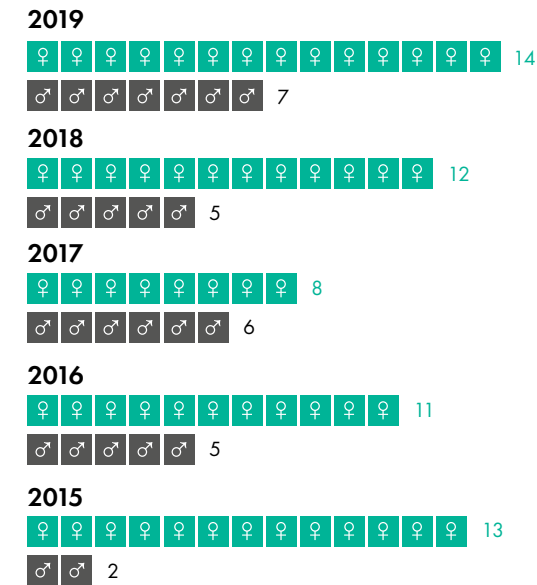 2019
♀ ♀ ♀ ♀ ♀ ♀ ♀ ♀ ♀ ♀ ♀ ♀ ♀ ♀ 14
♂ ♂ ♂ ♂ ♂ ♂ ♂ 7
2018
♀ ♀ ♀ ♀ ♀ ♀ ♀ ♀ ♀ ♀ ♀ ♀ 12
♂ ♂ ♂ ♂ ♂ 5
2017
♀ ♀ ♀ ♀ ♀ ♀ ♀ ♀ 8
♂ ♂ ♂ ♂ ♂ ♂ 6
2016
♀ ♀ ♀ ♀ ♀ ♀ ♀ ♀ ♀ ♀ ♀ 11
♂ ♂ ♂ ♂ ♂ 5
2015
♀ ♀ ♀ ♀ ♀ ♀ ♀ ♀ ♀ ♀ ♀ ♀ ♀ 13
♂ ♂ 2